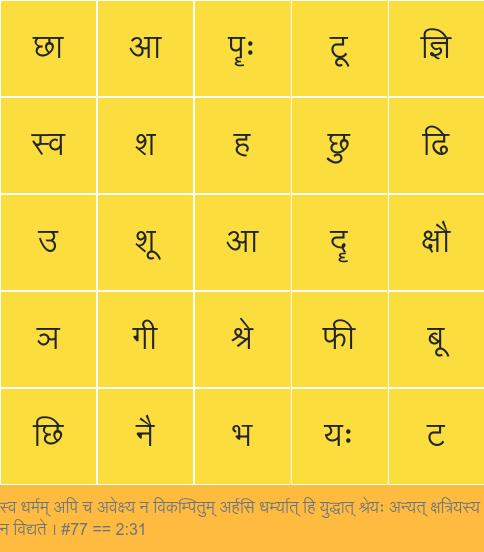 छा आ पॄः टू ज्ञि
स्व श ह छु ढि
उ शू आ दॄ क्षौ
ञ गी श्रे फी बू
छि नै भ यः ट
स्व धर्मम् अपि च अवेक्ष्य न विकम्पितुम् अर्हसि धर्म्यात् हि युद्धात् श्रेयः अन्यत् क्षत्रियस्य
न विद्यते । #77 == 2:31